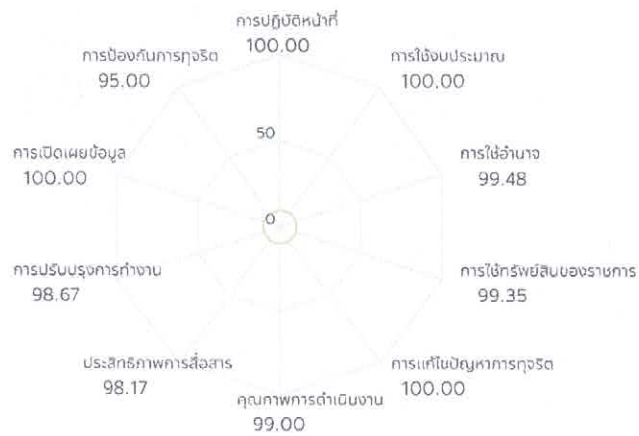 การปฏิบัติหน้าที่
100.00
การใช้งบประมาณ
100.00
การใช้อำนาจ
99.48
การใช้ทรัพย์สินของราชการ
99.35
การแก้ไขปัญหาการทุจริต
100.00
คุณภาพการดำเนินงาน
99.00
ประสิทธิภาพการสื่อสาร
98.17
การปรับปรุงการทำงาน
98.67
การเปิดเผยข้อมูล
100.00
การป้องกันการทุจริต
95.00
50
0